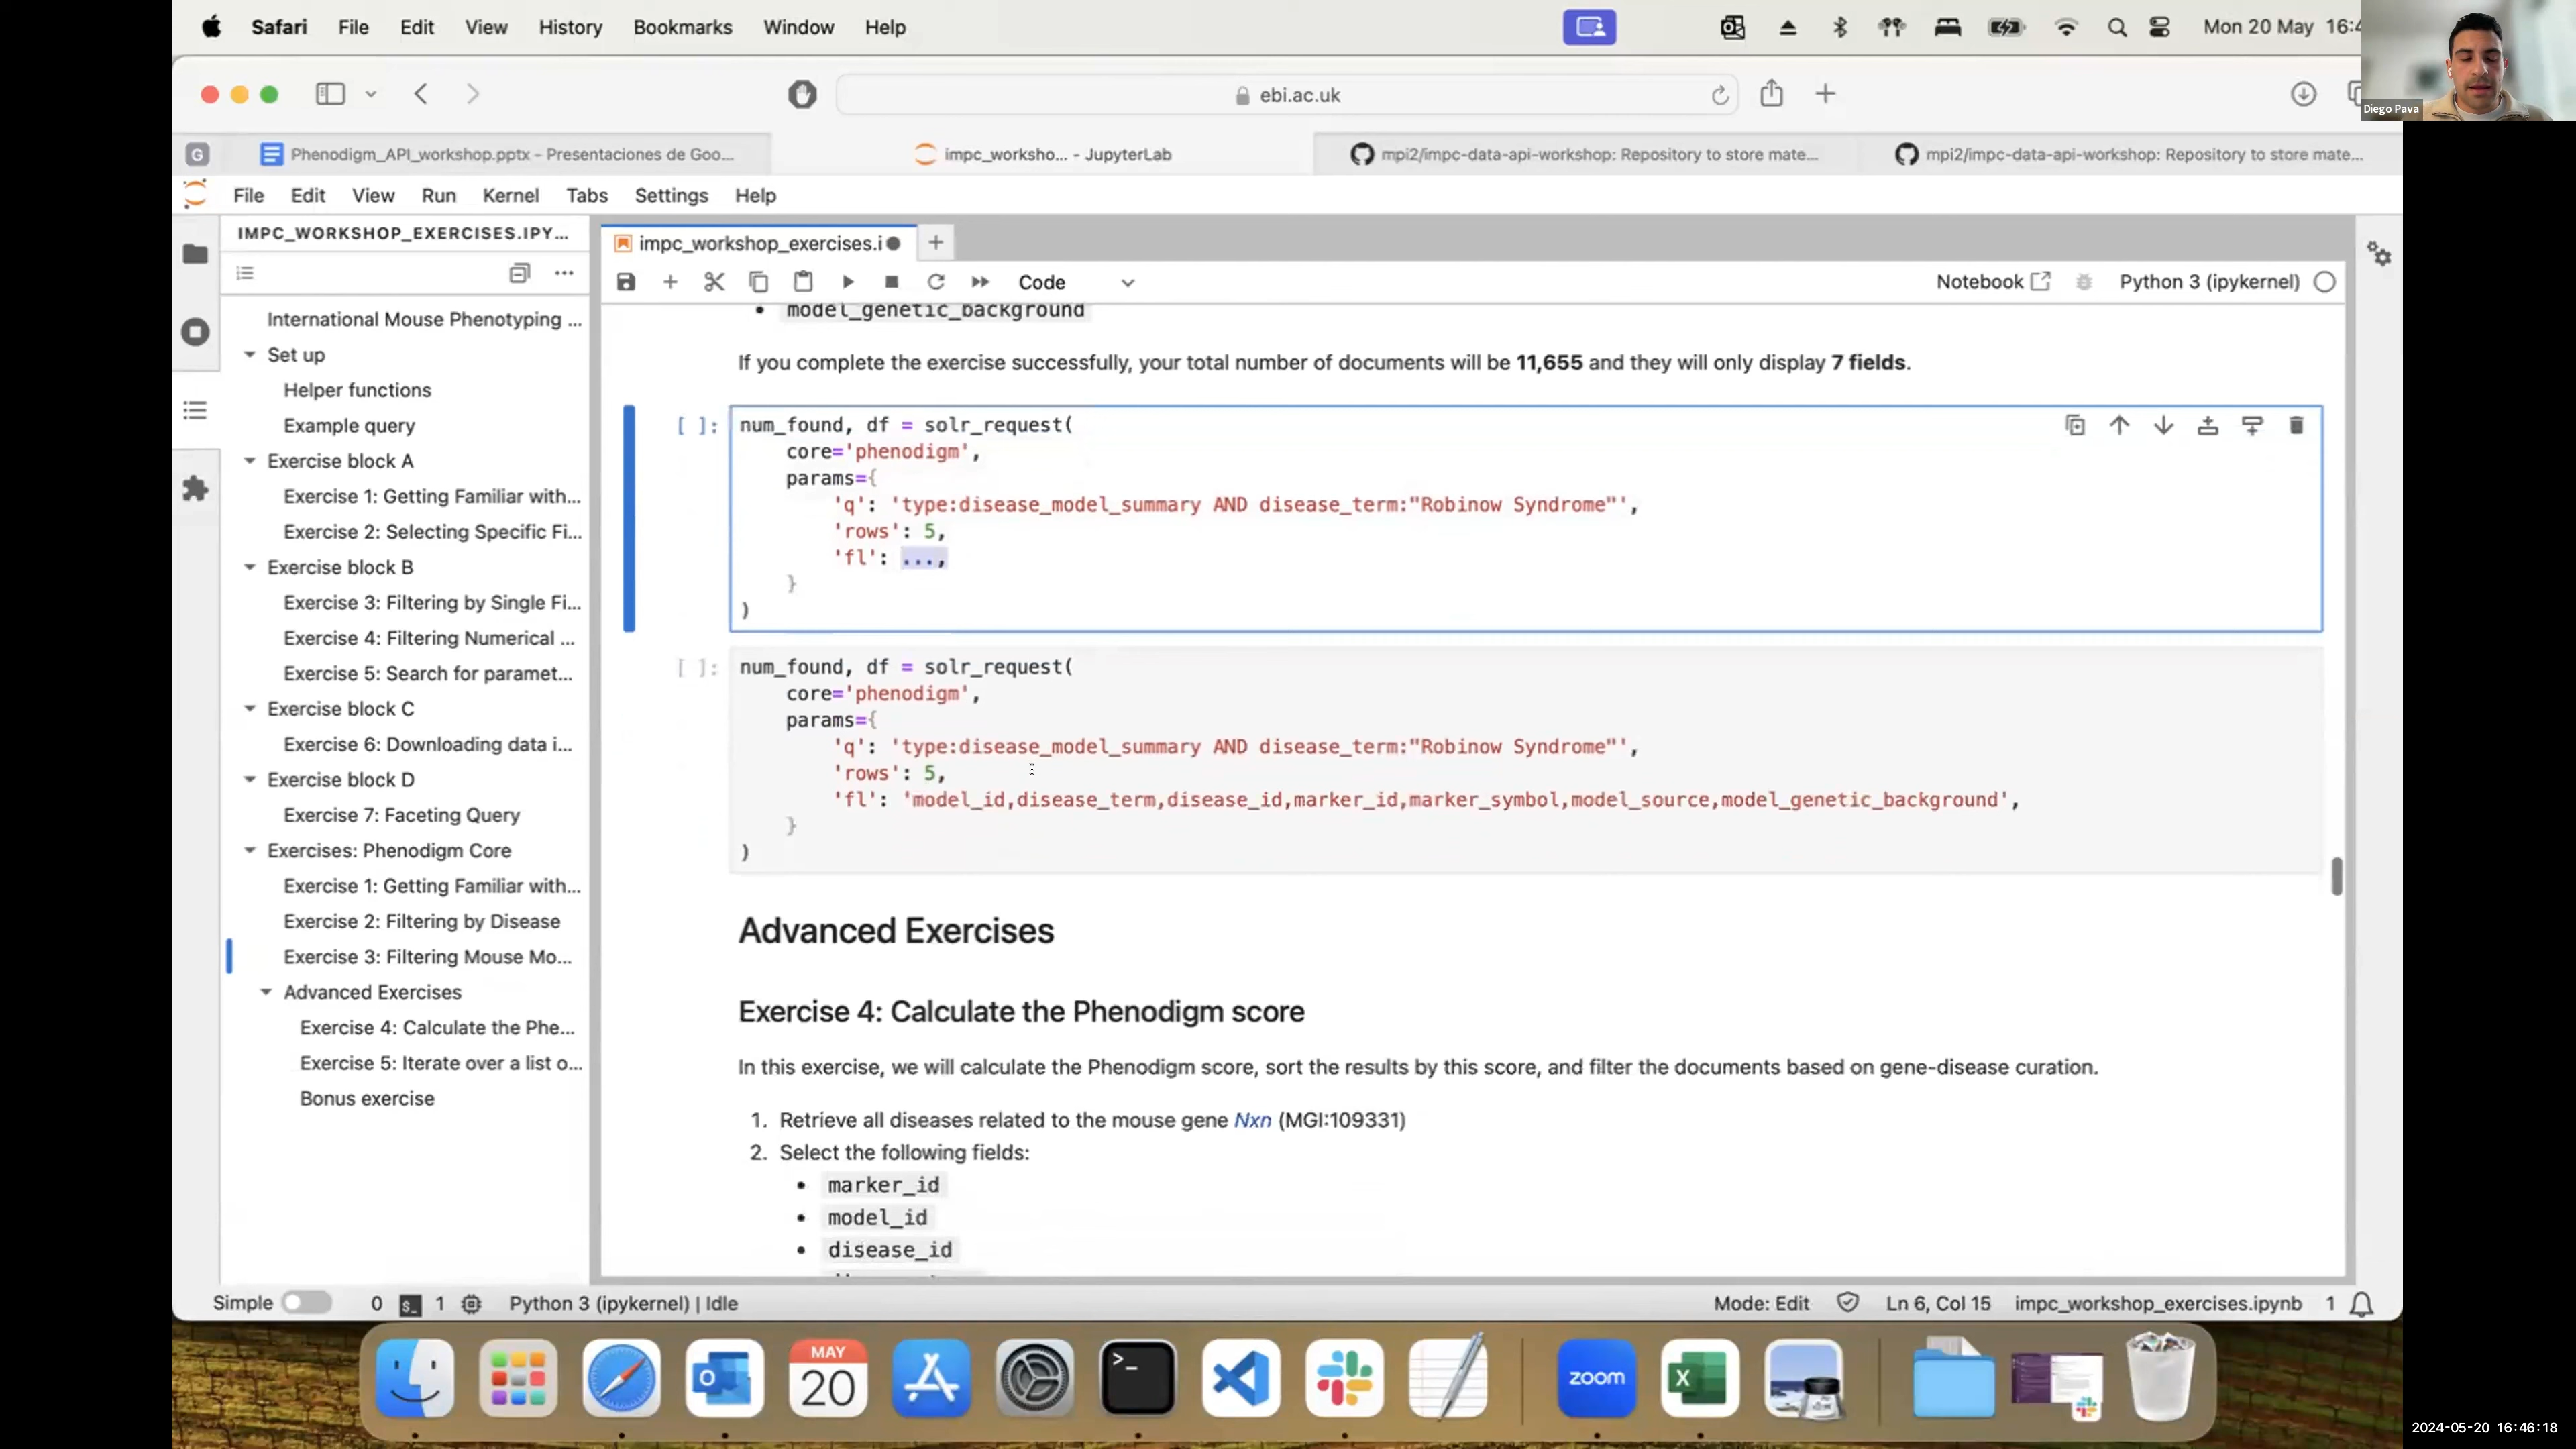 Safari File Edit View History Bookmarks Window Help
Mon 20 May 16:4
Diego Pava
ebi.ac.uk
G
Phenodigm_API_workshop.pptx - Presentaciones de Goo...
impc_worksho... - JupyterLab
mpi2/impc-data-api-workshop: Repository to store mate...
mpi2/impc-data-api-workshop: Repository to store mate...
File Edit View Run Kernel Tabs Settings Help
IMPC_WORKSHOP_EXERCISES.IPY...
International Mouse Phenotyping ...
Set up
Helper functions
Example query
Exercise block A
Exercise 1: Getting Familiar with...
Exercise 2: Selecting Specific Fi...
Exercise block B
Exercise 3: Filtering by Single Fi...
Exercise 4: Filtering Numerical ...
Exercise 5: Search for paramet...
Exercise block C
Exercise 6: Downloading data i...
Exercise block D
Exercise 7: Faceting Query
Exercises: Phenodigm Core
Exercise 1: Getting Familiar with...
Exercise 2: Filtering by Disease
Exercise 3: Filtering Mouse Mo...
Advanced Exercises
Exercise 4: Calculate the Phe...
Exercise 5: Iterate over a list o...
Bonus exercise
impc_workshop_exercises.i
Code
Notebook
Python 3 (ipykernel)
• model_genetic_background
If you complete the exercise successfully, your total number of documents will be 11,655 and they will only display 7 fields.
[ ]: num_found, df = solr_request(
core='phenodigm',
params={
'q': 'type:disease_model_summary AND disease_term:"Robinow Syndrome"',
'rows': 5,
'fl': ...,
}
)
[ ]: num_found, df = solr_request(
core='phenodigm',
params={
'q': 'type:disease_model_summary AND disease_term:"Robinow Syndrome"',
'rows': 5,
'fl': 'model_id,disease_term,disease_id,marker_id,marker_symbol,model_source,model_genetic_background',
}
)
Advanced Exercises
Exercise 4: Calculate the Phenodigm score
In this exercise, we will calculate the Phenodigm score, sort the results by this score, and filter the documents based on gene-disease curation.
1. Retrieve all diseases related to the mouse gene Nxn (MGI:109331)
2. Select the following fields:
• marker_id
• model_id
• disease_id
Simple 0 $_ 1 Python 3 (ipykernel) | Idle
Mode: Edit Ln 6, Col 15 impc_workshop_exercises.ipynb 1
MAY
20
zoom
2024-05-20 16:46:18